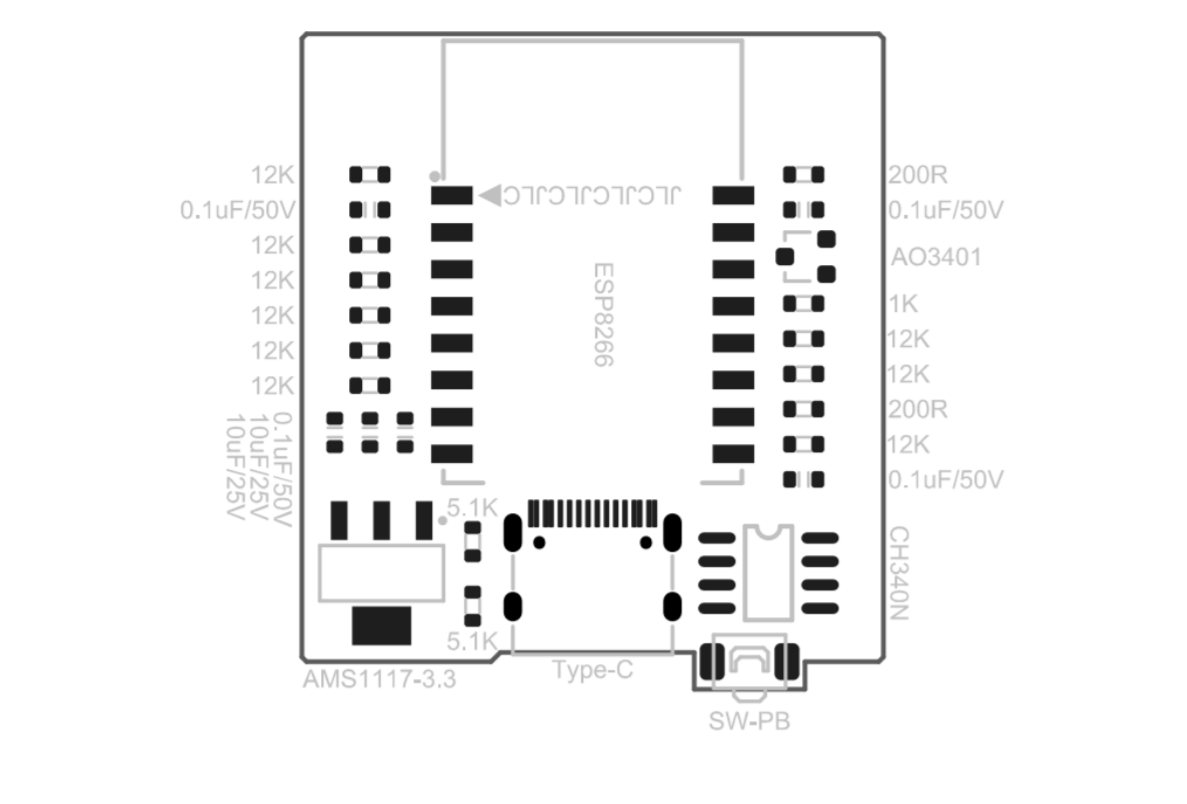 12K
0.1uF/50V
12K
12K
12K
12K
12K
0.1uF/50V
10uF/25V
10uF/25V
JLCJLCJLCJLC
ESP8266
200R
0.1uF/50V
AO3401
1K
12K
12K
200R
12K
0.1uF/50V
5.1K
5.1K
CH340N
AMS1117-3.3
Type-C
SW-PB